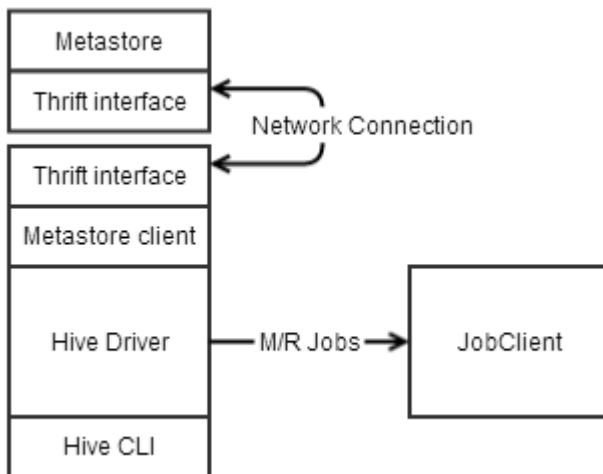 Metastore
Thrift interface
Network Connection
Thrift interface
Metastore client
Hive Driver
M/R Jobs
JobClient
Hive CLI